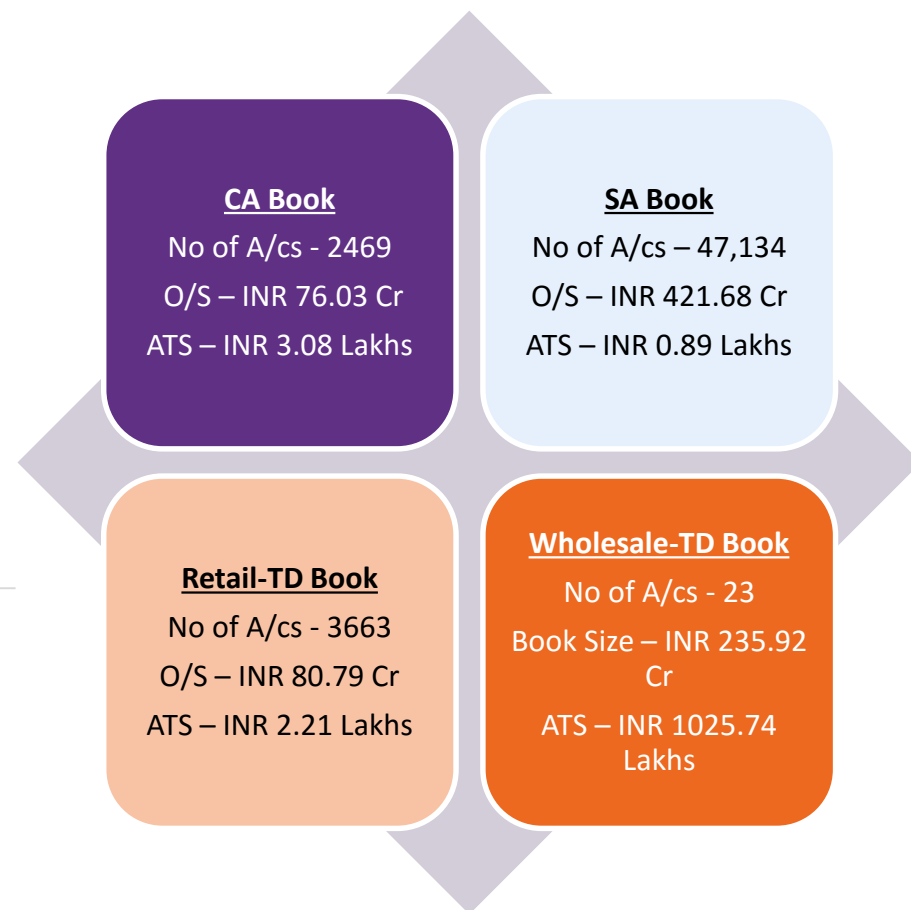 CA Book
No of A/cs - 2469
O/S – INR 76.03 Cr
ATS – INR 3.08 Lakhs
SA Book
No of A/cs – 47,134
O/S – INR 421.68 Cr
ATS – INR 0.89 Lakhs
Retail-TD Book
No of A/cs - 3663
O/S – INR 80.79 Cr
ATS – INR 2.21 Lakhs
Wholesale-TD Book
No of A/cs - 23
Book Size – INR 235.92
Cr
ATS – INR 1025.74
Lakhs